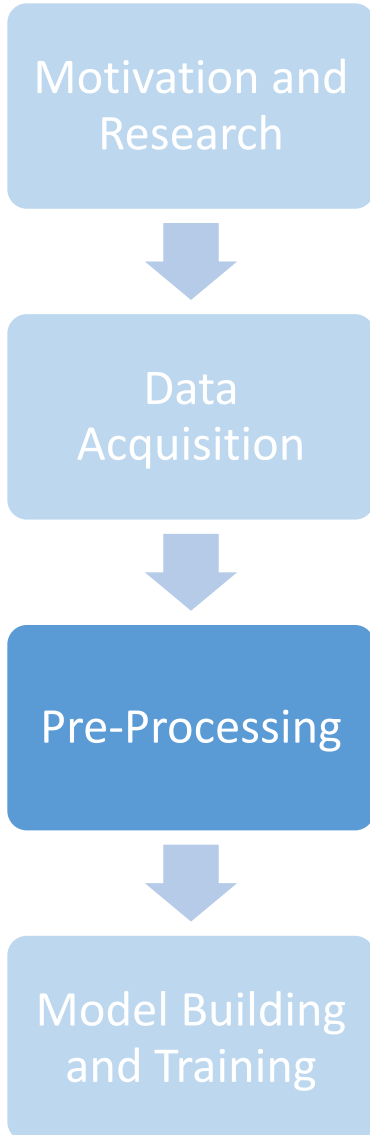 Motivation and
Research
Data
Acquisition
Pre-Processing
Model Building
and Training